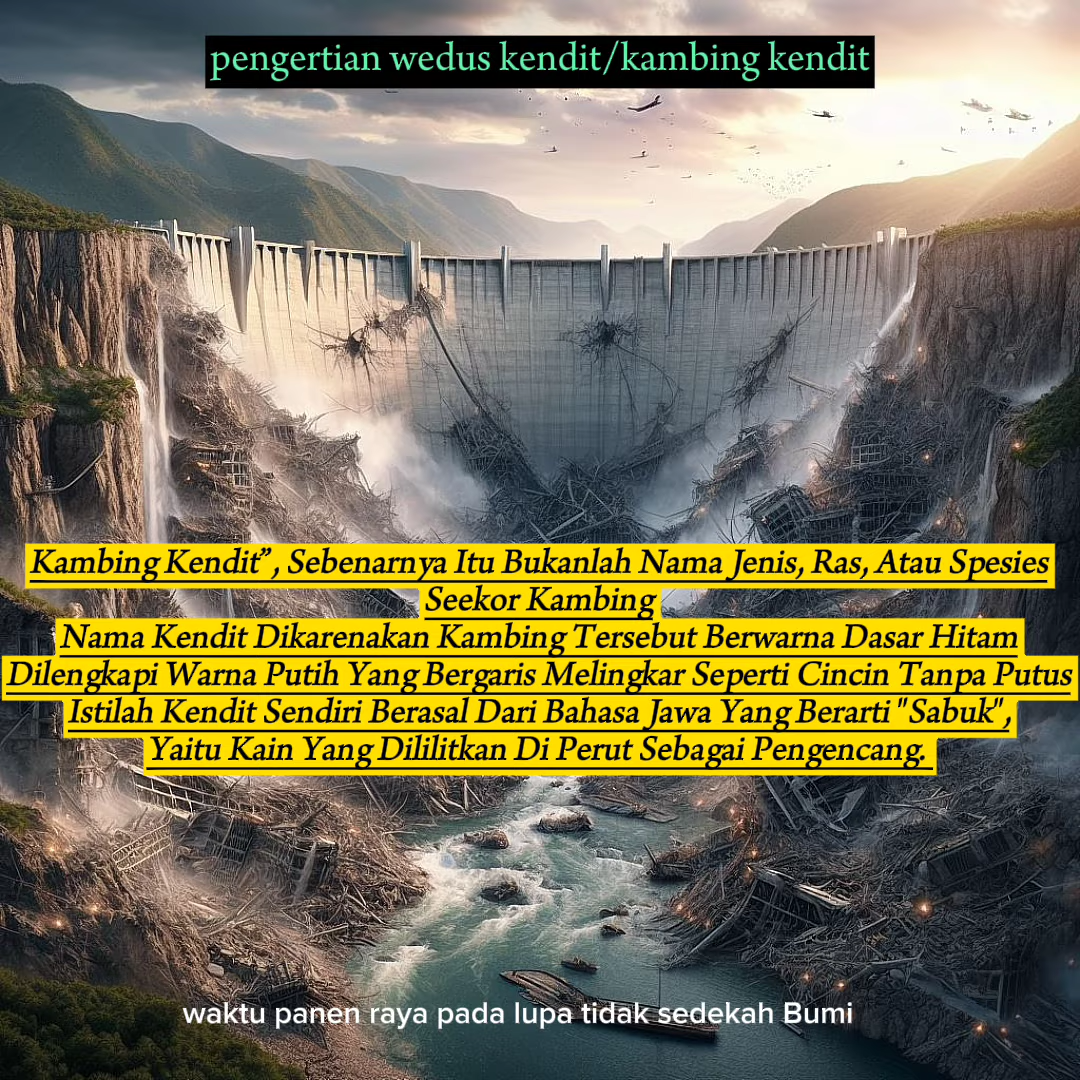 pengertian wedus kendit/kambing kendit
Kambing Kendit”, Sebenarnya Itu Bukanlah Nama Jenis, Ras, Atau Spesies
Seekor Kambing
Nama Kendit Dikarenakan Kambing Tersebut Berwarna Dasar Hitam
Dilengkapi Warna Putih Yang Bergaris Melingkar Seperti Cincin Tanpa Putus
Istilah Kendit Sendiri Berasal Dari Bahasa Jawa Yang Berarti "Sabuk",
Yaitu Kain Yang Dililitkan Di Perut Sebagai Pengencang.
waktu panen raya pada lupa tidak sedekah Bumi